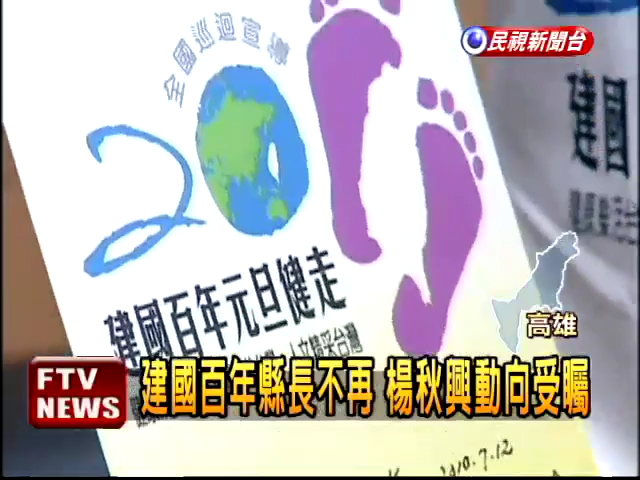 民視新聞台
全國巡迴宣導
200
建國
建國百年元旦健走
高雄
FTV
NEWS
建國百年縣長不再 楊秋興動向受矚
2010.7.12